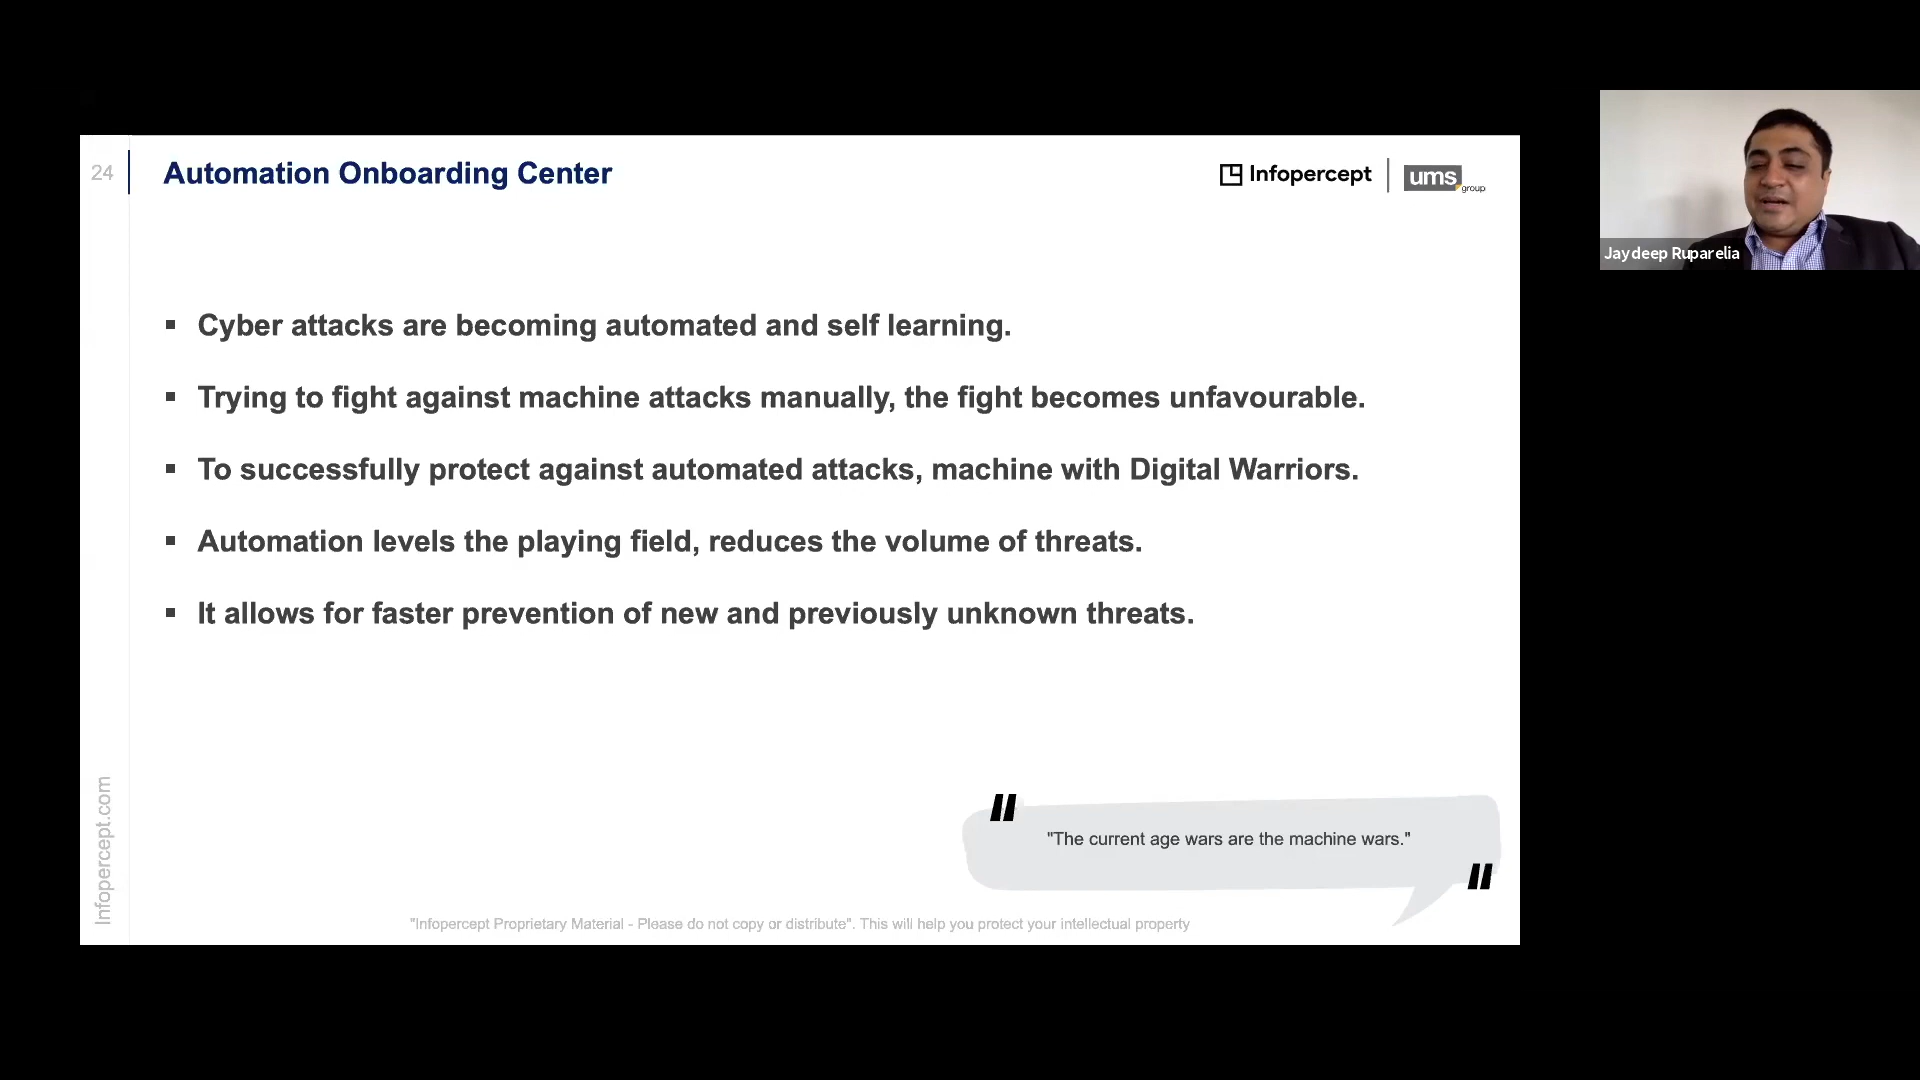 24
Automation Onboarding Center
Infopercept
ums
group
Jaydeep Ruparelia
▪ Cyber attacks are becoming automated and self learning.
▪ Trying to fight against machine attacks manually, the fight becomes unfavourable.
▪ To successfully protect against automated attacks, machine with Digital Warriors.
▪ Automation levels the playing field, reduces the volume of threats.
▪ It allows for faster prevention of new and previously unknown threats.
Infopercept.com
"The current age wars are the machine wars."
"Infopercept Proprietary Material - Please do not copy or distribute". This will help you protect your intellectual property